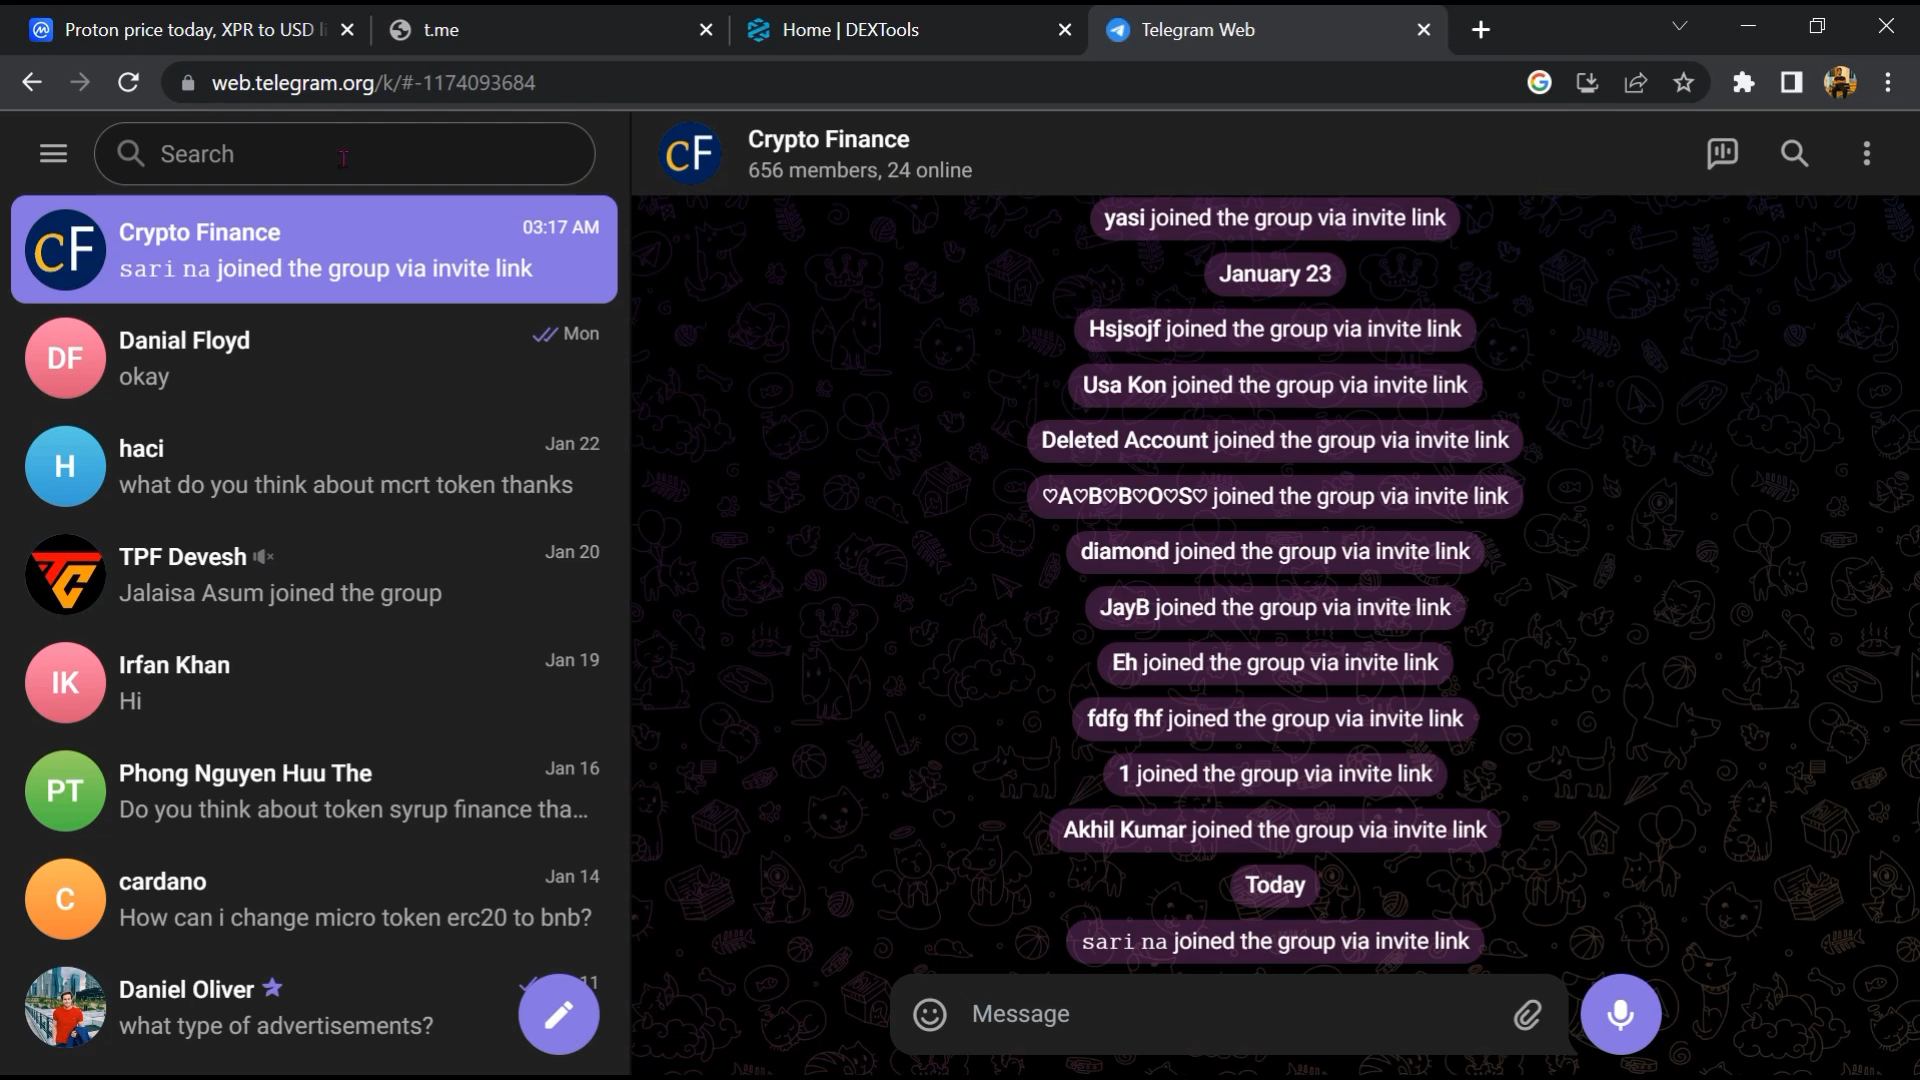 Proton price today, XPR to USD li
t.me
Home | DEXTools
Telegram Web
web.telegram.org/k/#-1174093684
Search
CF
Crypto Finance
03:17 AM
sarina joined the group via invite link
DF
Danial Floyd
Mon
okay
H
haci
Jan 22
what do you think about mcrt token thanks
TPF Devesh
Jan 20
Jalaisa Asum joined the group
IK
Irfan Khan
Jan 19
Hi
PT
Phong Nguyen Huu The
Jan 16
Do you think about token syrup finance tha...
C
cardano
Jan 14
How can i change micro token erc20 to bnb?
Daniel Oliver
11
what type of advertisements?
CF
Crypto Finance
656 members, 24 online
yasi joined the group via invite link
January 23
Hsjsojf joined the group via invite link
Usa Kon joined the group via invite link
Deleted Account joined the group via invite link
♡A♡B♡B♡O♡S♡ joined the group via invite link
diamond joined the group via invite link
JayB joined the group via invite link
Eh joined the group via invite link
fdfg fhf joined the group via invite link
1 joined the group via invite link
Akhil Kumar joined the group via invite link
Today
sarina joined the group via invite link
Message